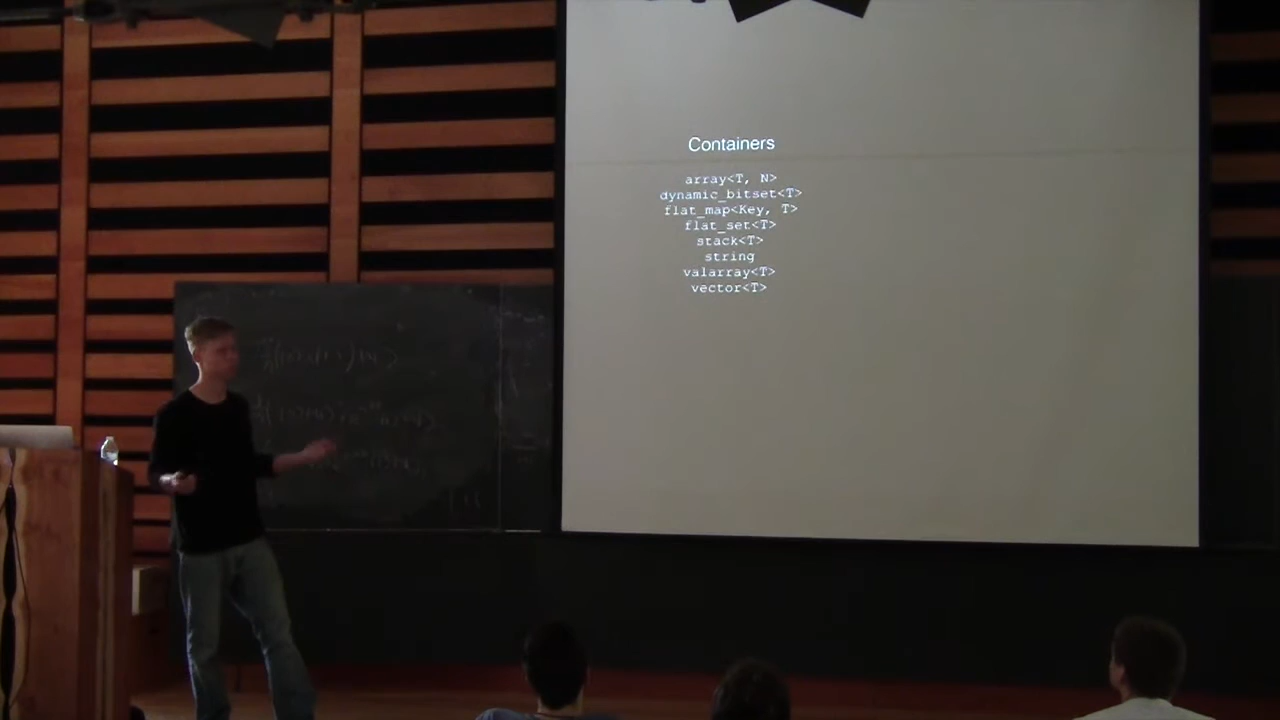 Containers
array<T, N>
dynamic_bitset<T>
flat_map<Key, T>
flat_set<T>
stack<T>
string
valarray<T>
vector<T>